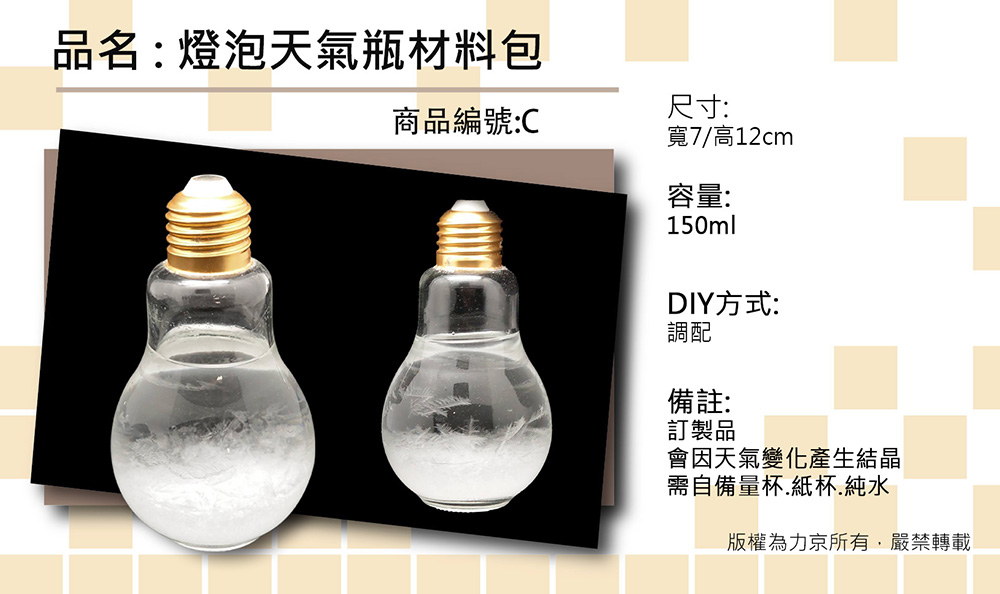 品名 : 燈泡天氣瓶材料包
商品編號:C
尺寸:
寬7/高12cm
容量:
150ml
DIY方式:
調配
備註:
訂製品
會因天氣變化產生結晶
需自備量杯.紙杯.純水
版權為力京所有，嚴禁轉載